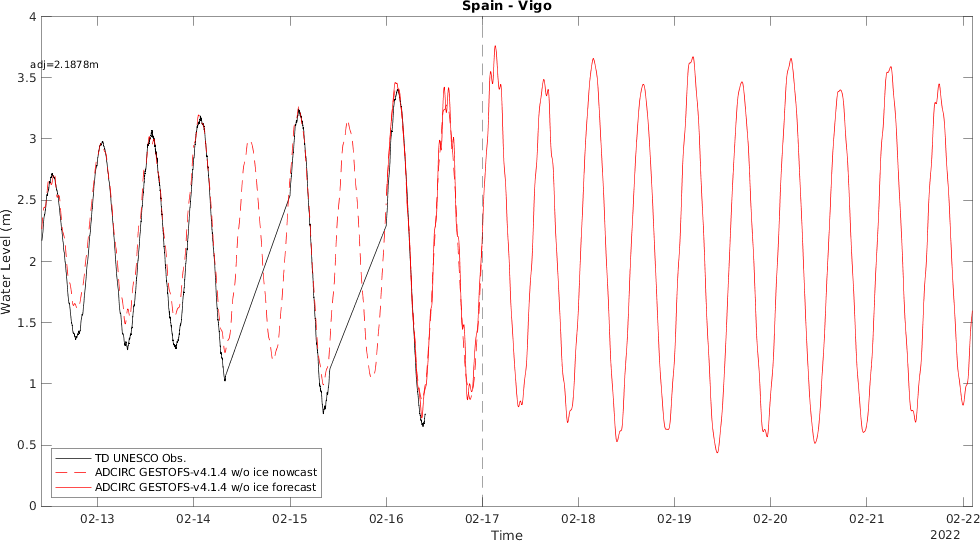 Spain - Vigo
adj=2.1878m
4
3.5
3
2.5
2
1.5
1
0.5
0
Water Level (m)
TD UNESCO Obs.
ADCIRC GESTOFS-v4.1.4 w/o ice nowcast
ADCIRC GESTOFS-v4.1.4 w/o ice forecast
02-13 02-14 02-15 02-16 02-17 02-18 02-19 02-20 02-21 02-22
2022
Time